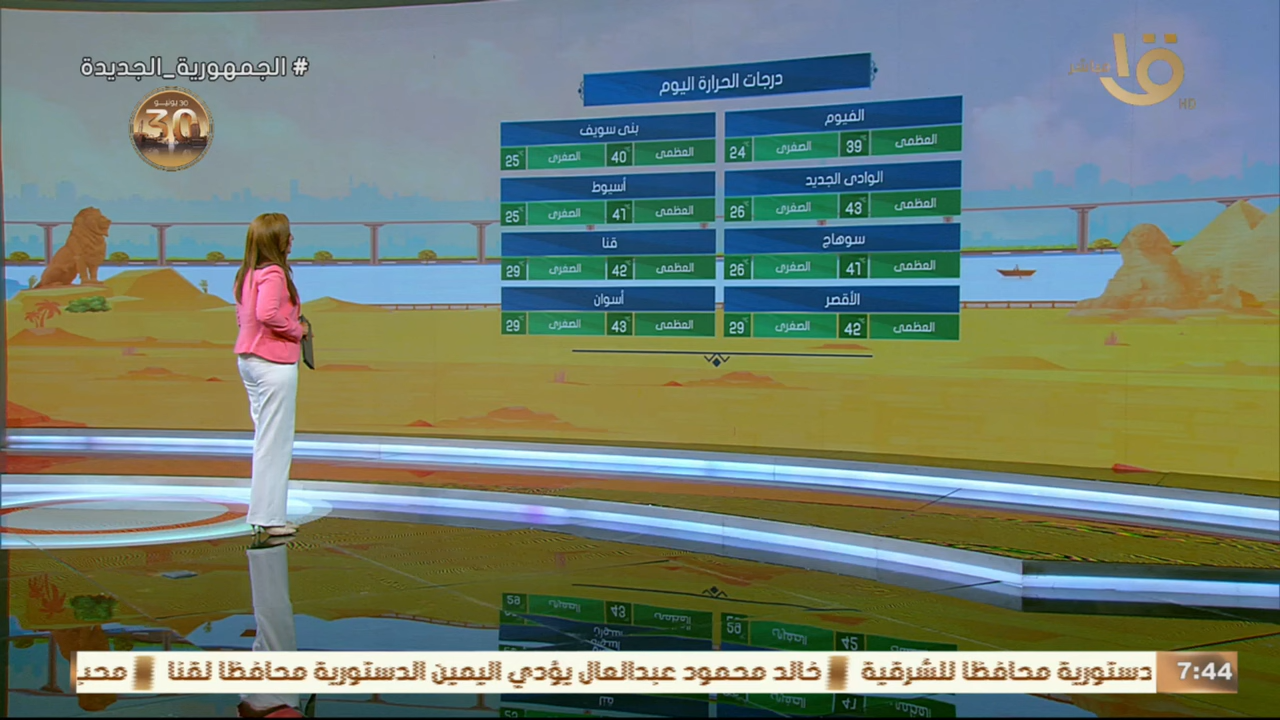 #الجمهورية_الجديدة
30 يونيو
30
مباشر
HD
درجات الحرارة اليوم
الفيوم
العظمى 39 الصغرى 24
بنى سويف
العظمى 40 الصغرى 25
الوادى الجديد
العظمى 43 الصغرى 26
أسيوط
العظمى 41 الصغرى 25
سوهاج
العظمى 41 الصغرى 26
قنا
العظمى 42 الصغرى 29
الأقصر
العظمى 42 الصغرى 29
أسوان
العظمى 43 الصغرى 29
7:44
دستورية محافظا للشرقية خالد محمود عبدالعال يؤدي اليمين الدستورية محافظا لقنا